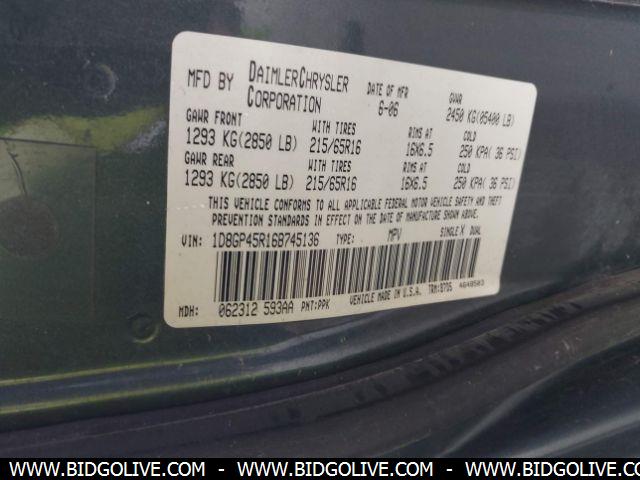 MFD BY DAIMLERCHRYSLER CORPORATION DATE OF MFR 6-06 GVWR 2450 KG(05400 LB)
GAWR FRONT WITH TIRES RIMS AT COLD
1293 KG(2850 LB) 215/65R16 16X6.5 250 KPA( 36 PSI)
GAWR REAR WITH TIRES RIMS AT COLD
1293 KG(2850 LB) 215/65R16 16X6.5 250 KPA( 36 PSI)
THIS VEHICLE CONFORMS TO ALL APPLICABLE FEDERAL MOTOR VEHICLE SAFETY AND THEFT
PREVENTION STANDARDS IN EFFECT ON THE DATE OF MANUFACTURE SHOWN ABOVE.
VIN: 1D8GP45R16B745136 TYPE: MPV SINGLE X DUAL
MDH: 062312 593AA PNT:PPK VEHICLE MADE IN U.S.A. 4648503
WWW.BIDGOLIVE.COM - WWW.BIDGOLIVE.COM - WWW.BIDGOLIVE.COM